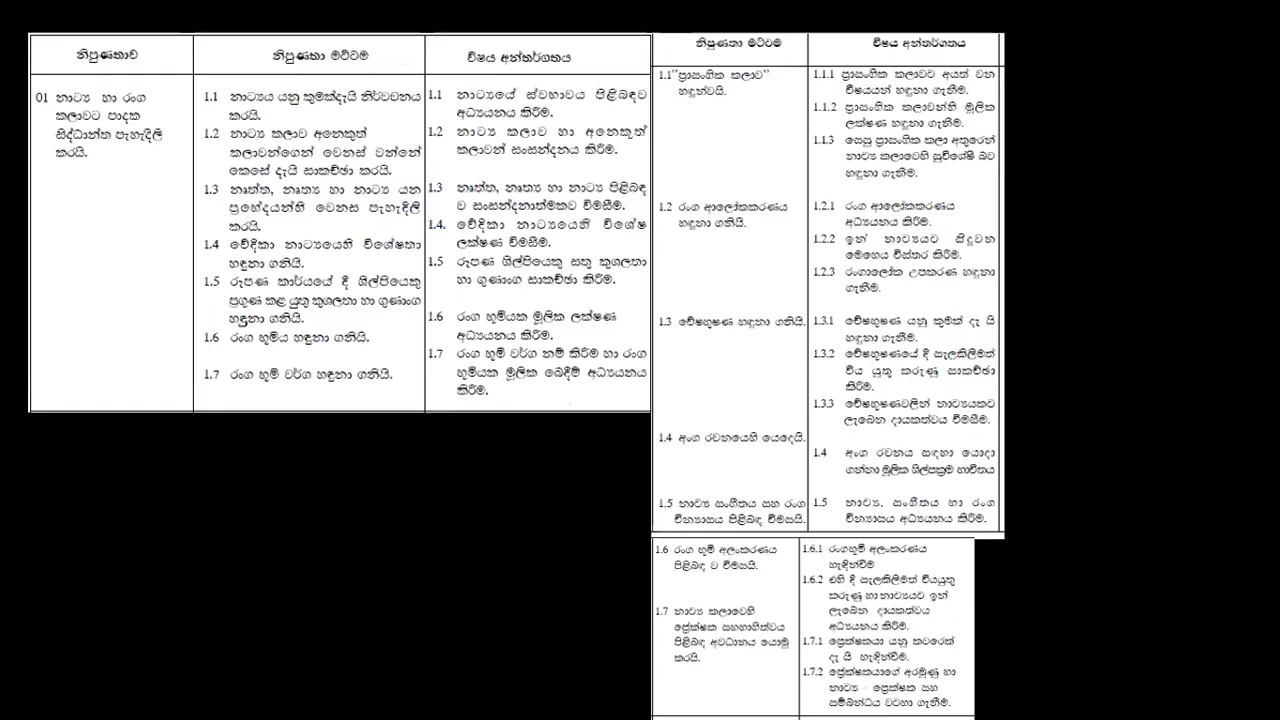 නිපුණතාව
නිපුණතා මට්ටම
විෂය අන්තර්ගතය
01 නාට්‍ය හා රංග
කලාවට පාදක
සිද්ධාන්ත පැහැදිලි
කරයි.
1.1 නාට්‍යය යනු කුමක්දැයි නිර්වචනය
කරයි.
1.2 නාට්‍ය කලාව අනෙකුත්
කලාවන්ගෙන් වෙනස් වන්නේ
කෙසේ දැයි සාකච්ඡා කරයි.
1.3 නෘත්ත, නෘත්‍ය හා නාට්‍ය යන
ප්‍රභේදයන්හි වෙනස පැහැදිලි
කරයි.
1.4 වේදිකා නාට්‍යයෙහි විශේෂතා
හඳුනා ගනියි.
1.5 රූපණ කාර්යයේ දී ශිල්පියෙකු
ප්‍රගුණ කළ යුතු කුශලතා හා ගුණාංග
හඳුනා ගනියි.
1.6 රංග භූමිය හඳුනා ගනියි.
1.7 රංග භූමි වර්ග හඳුනා ගනියි.
1.1 නාට්‍යයේ ස්වභාවය පිළිබඳව
අධ්‍යයනය කිරීම.
1.2 නාට්‍ය කලාව හා අනෙකුත්
කලාවන් සංසන්දනය කිරීම.
1.3 නෘත්ත, නෘත්‍ය හා නාට්‍ය පිළිබඳ
ව සංසන්දනාත්මකව විමසීම.
1.4. වේදිකා නාට්‍යයෙහි විශේෂ
ලක්ෂණ විමසීම.
1.5 රූපණ ශිල්පියෙකු සතු කුශලතා
හා ගුණාංග සාකච්ඡා කිරීම.
1.6 රංග භූමියක මූලික ලක්ෂණ
අධ්‍යයනය කිරීම.
1.7 රංග භූමි වර්ග නම් කිරීම හා රංග
භූමියක මූලික බෙදීම් අධ්‍යයනය
කිරීම.
නිපුණතා මට්ටම
විෂය අන්තර්ගතය
1.1"ප්‍රාසංගික කලාව"
හඳුන්වයි.
1.1.1 ප්‍රාසංගික කලාවට අයත් වන
විෂයයන් හඳුනා ගැනීම.
1.1.2 ප්‍රාසංගික කලාවන්හි මූලික
ලක්ෂණ හඳුනා ගැනීම.
1.1.3 සෙසු ප්‍රාසංගික කලා අතුරෙන්
නාට්‍ය කලාවෙහි සුවිශේෂී බව
හඳුනා ගැනීම.
1.2 රංග ආලෝකකරණය
හඳුනා ගනියි.
1.2.1 රංග ආලෝකකරණය
අධ්‍යයනය කිරීම.
1.2.2 ඉන් නාට්‍යයට සිදුවන
මෙහෙය විස්තර කිරීම.
1.2.3 රංගාලෝක උපකරණ හඳුනා
ගැනීම.
1.3 වේෂභූෂණ හඳුනා ගනියි.
1.3.1 වේෂභූෂණ යනු කුමක් දැ යි
හඳුනා ගැනීම.
1.3.2 වේෂභූෂණයේ දී සැලකිලිමත්
විය යුතු කරුණු සාකච්ඡා
කිරීම.
1.3.3 වේෂභූෂණවලින් නාට්‍යයකට
ලැබෙන දායකත්වය විමසීම.
1.4 අංග රචනයෙහි යෙදෙයි.
1.4 අංග රචනය සඳහා යොදා
ගන්නා මූලික ශිල්පක්‍රම භාවිතය
1.5 නාට්‍ය සංගීතය සහ රංග
වින්‍යාසය පිළිබඳ විමසයි.
1.5 නාට්‍ය, සංගීතය හා රංග
වින්‍යාසය අධ්‍යයනය කිරීම.
1.6 රංග භූමි අලංකරණය
පිළිබඳ ව විමසයි.
1.6.1 රංගභූමි අලංකරණය
හැඳින්වීම
1.6.2 එහි දී සැලකිලිමත් වියයුතු
කරුණු හා නාට්‍යයට ඉන්
ලැබෙන දායකත්වය
අධ්‍යයනය කිරීම.
1.7 නාට්‍ය කලාවෙහි
ප්‍රේක්ෂක සහභාගිත්වය
පිළිබඳ අවධානය යොමු
කරයි.
1.7.1 ප්‍රේක්ෂකයා යනු කවරෙක්
දැ යි හැඳින්වීම.
1.7.2 ප්‍රේක්ෂකයාගේ අරමුණු හා
නාට්‍ය - ප්‍රේක්ෂක සහ
සම්බන්ධය වටහා ගැනීම.